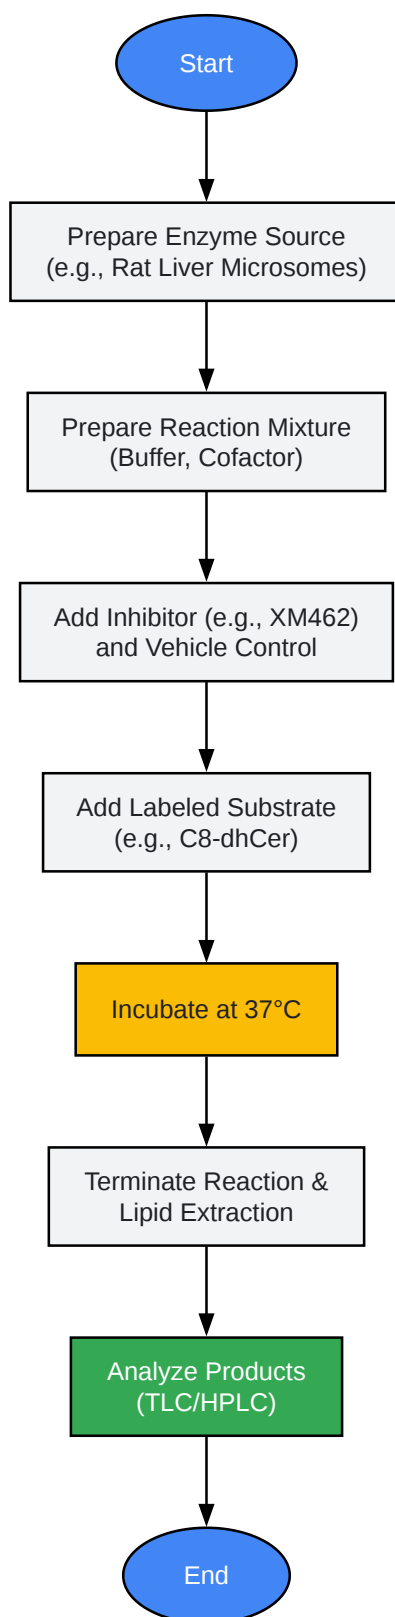 Start
Prepare Enzyme Source
(e.g., Rat Liver Microsomes)
Prepare Reaction Mixture
(Buffer, Cofactor)
Add Inhibitor (e.g., XM462)
and Vehicle Control
Add Labeled Substrate
(e.g., C8-dhCer)
Incubate at 37°C
Terminate Reaction &
Lipid Extraction
Analyze Products
(TLC/HPLC)
End